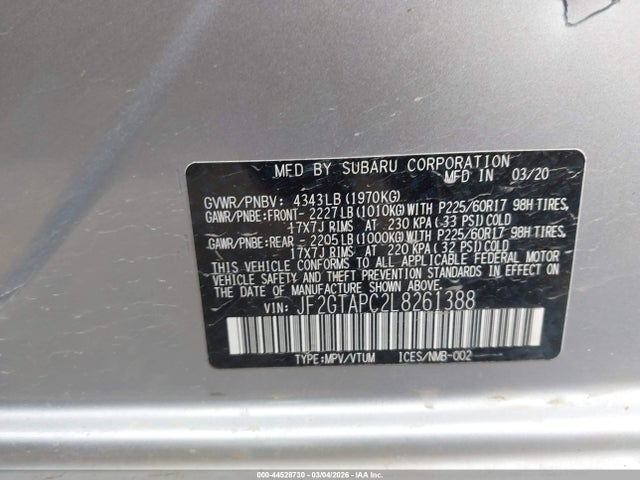 MFD BY SUBARU CORPORATION
MFD IN 03/20
GVWR/PNBV: 4343LB (1970KG)
GAWR/PNBE:FRONT- 2227LB(1010KG)WITH P225/60R17 98H TIRES,
17X7J RIMS AT 230 KPA(33 PSI)COLD
GAWR/PNBE:REAR - 2205LB(1000KG)WITH P225/60R17 98H TIRES,
17X7J RIMS AT 220 KPA(32 PSI)COLD
THIS VEHICLE CONFORMS TO ALL APPLICABLE FEDERAL MOTOR
VEHICLE SAFETY AND THEFT PREVENTION STANDARDS IN EFFECT ON THE
DATE OF MANUFACTURE SHOWN ABOVE.
VIN: JF2GTAPC2L8261388
TYPE:MPV/VTUM ICES/NMB-002
000-44528730 - 03/04/2026 - IAA Inc.